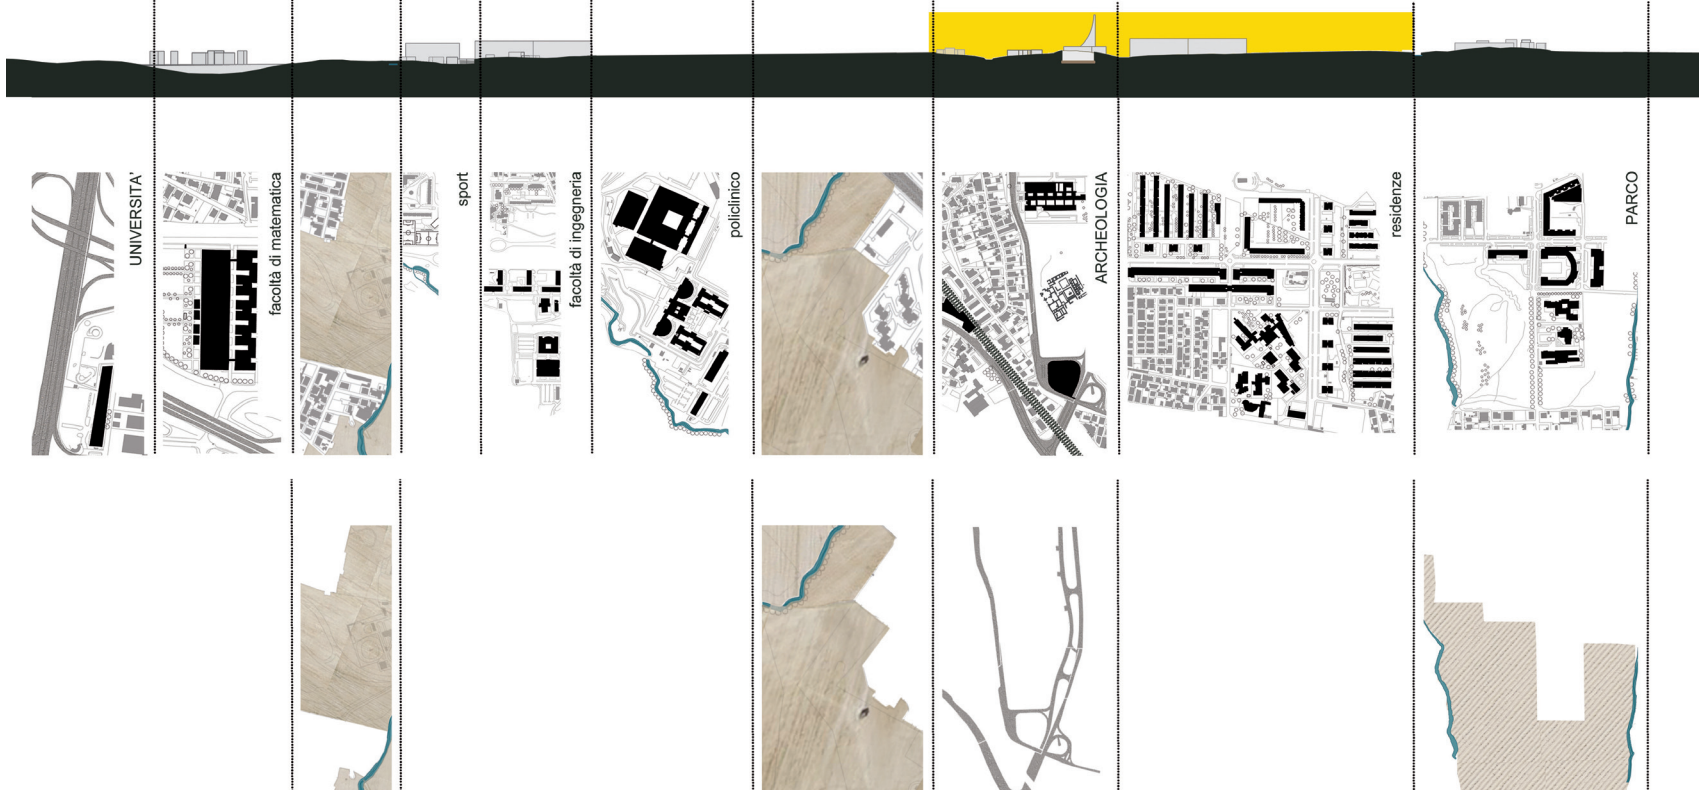 UNIVERSITA'
facoltà di matematica
sport
facoltà di ingegneria
policlinico
ARCHEOLOGIA
residenze
PARCO